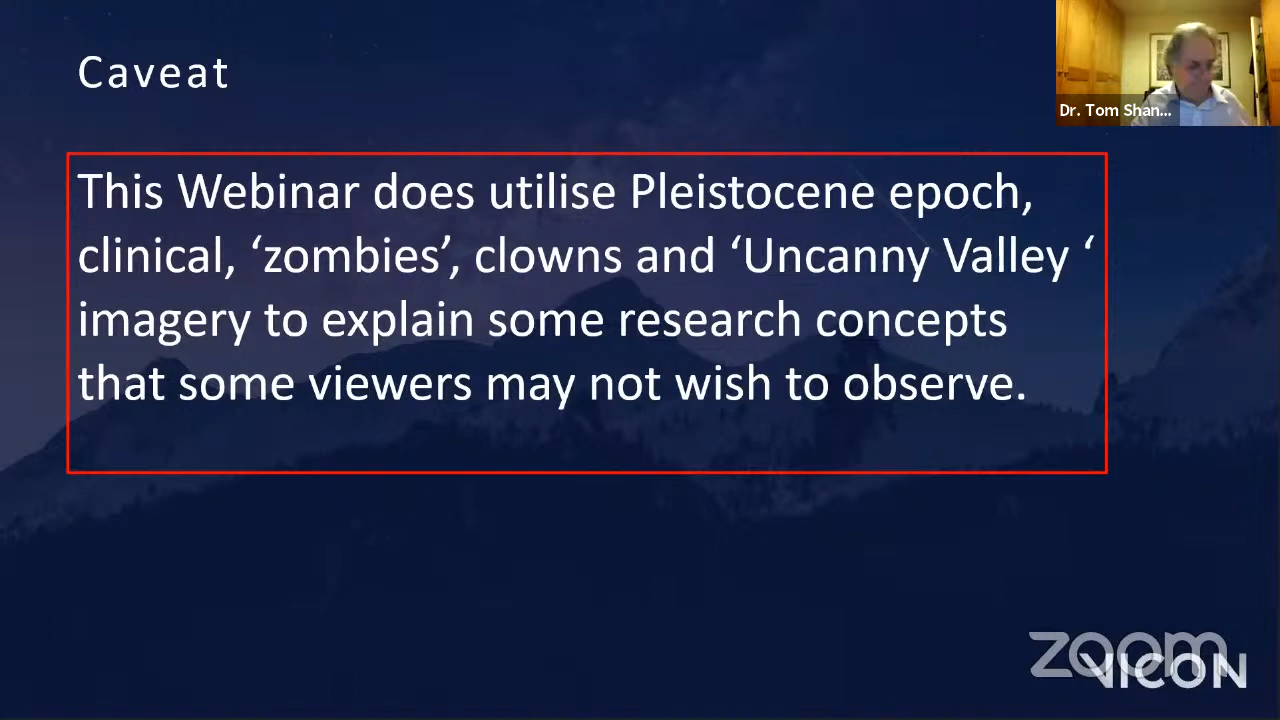 Caveat
Dr. Tom Shan...
This Webinar does utilise Pleistocene epoch,
clinical, ‘zombies’, clowns and ‘Uncanny Valley ‘
imagery to explain some research concepts
that some viewers may not wish to observe.
zoom
VICON